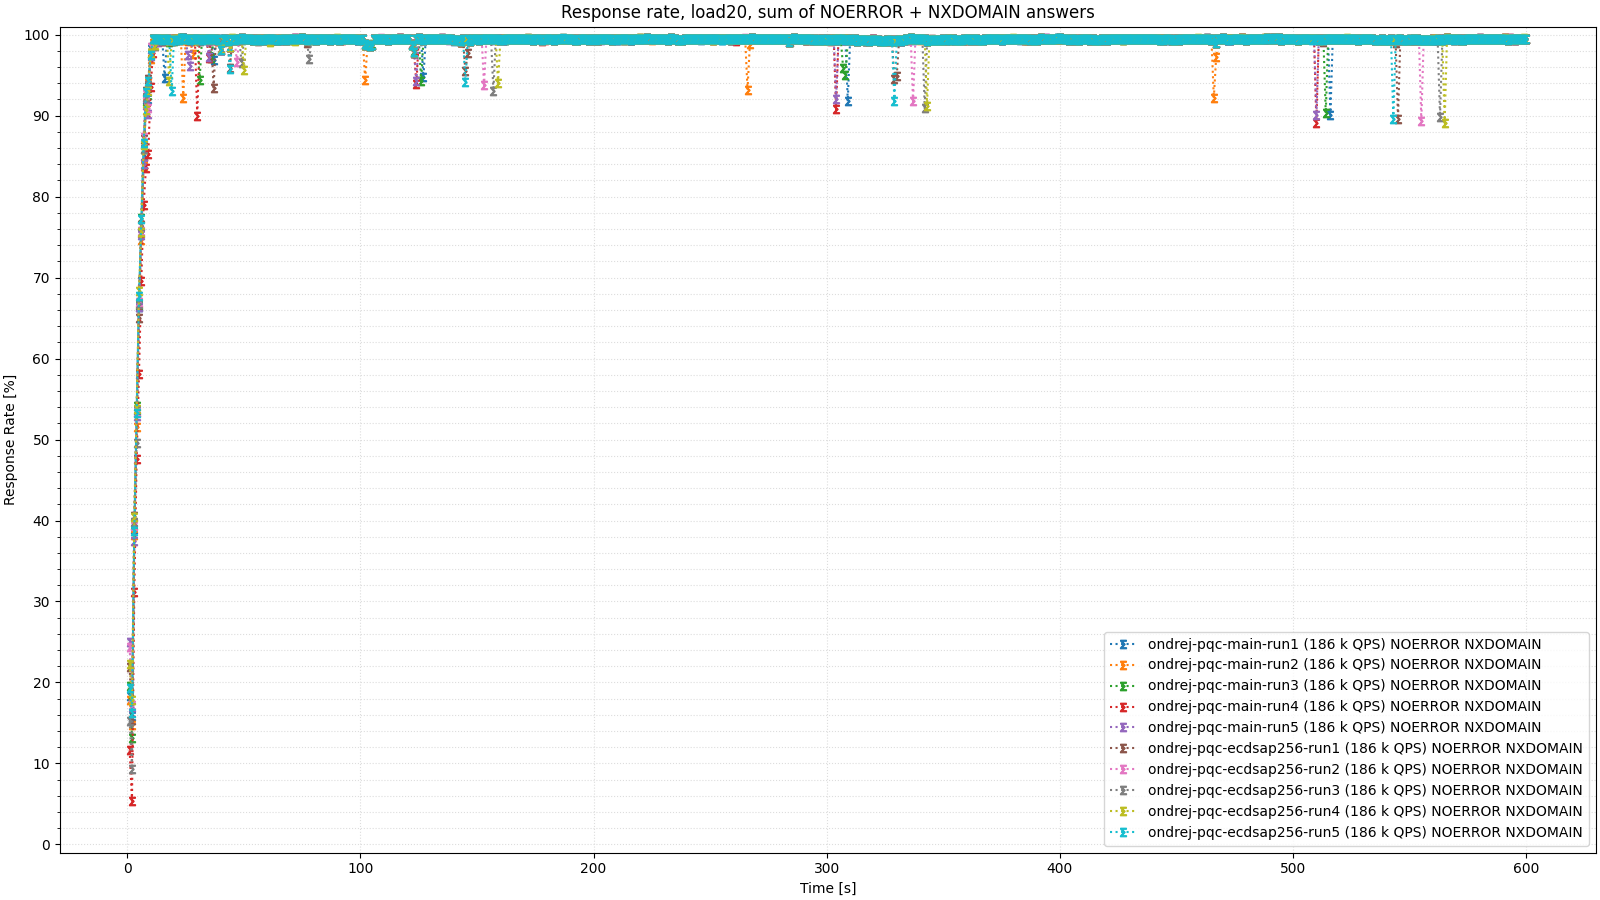 Response rate, load20, sum of NOERROR + NXDOMAIN answers
Response Rate [%]
100
90
80
70
60
50
40
30
20
10
0
ondrej-pqc-main-run1 (186 k QPS) NOERROR NXDOMAIN
ondrej-pqc-main-run2 (186 k QPS) NOERROR NXDOMAIN
ondrej-pqc-main-run3 (186 k QPS) NOERROR NXDOMAIN
ondrej-pqc-main-run4 (186 k QPS) NOERROR NXDOMAIN
ondrej-pqc-main-run5 (186 k QPS) NOERROR NXDOMAIN
ondrej-pqc-ecdsap256-run1 (186 k QPS) NOERROR NXDOMAIN
ondrej-pqc-ecdsap256-run2 (186 k QPS) NOERROR NXDOMAIN
ondrej-pqc-ecdsap256-run3 (186 k QPS) NOERROR NXDOMAIN
ondrej-pqc-ecdsap256-run4 (186 k QPS) NOERROR NXDOMAIN
ondrej-pqc-ecdsap256-run5 (186 k QPS) NOERROR NXDOMAIN
0 100 200 300 400 500 600
Time [s]